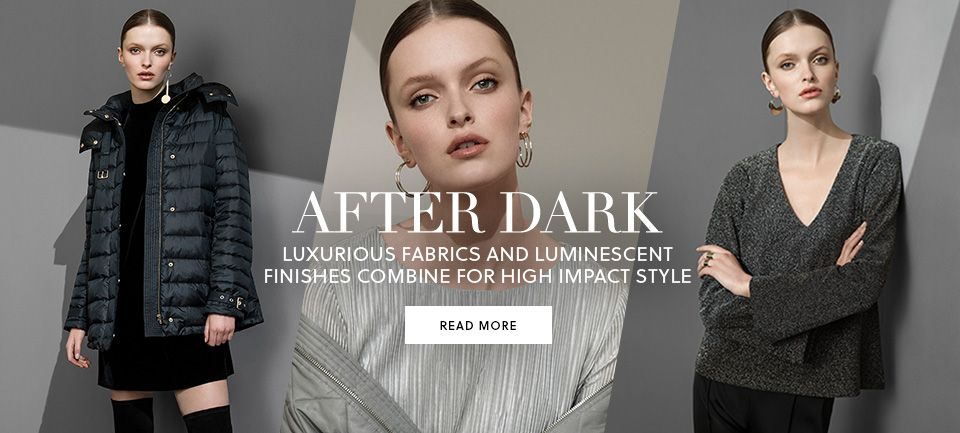 AFTER DARK
LUXURIOUS FABRICS AND LUMINESCENT
FINISHES COMBINE FOR HIGH IMPACT STYLE
READ MORE